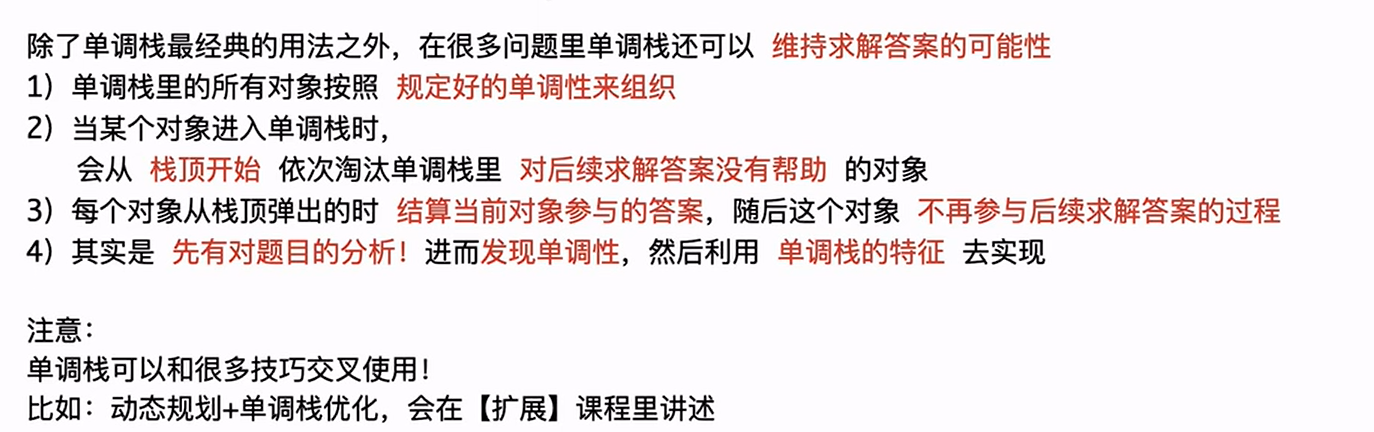 除了单调栈最经典的用法之外，在很多问题里单调栈还可以 维持求解答案的可能性
1）单调栈里的所有对象按照 规定好的单调性来组织
2）当某个对象进入单调栈时，
会从 栈顶开始 依次淘汰单调栈里 对后续求解答案没有帮助 的对象
3）每个对象从栈顶弹出的时 结算当前对象参与的答案，随后这个对象 不再参与后续求解答案的过程
4）其实是 先有对题目的分析！进而发现单调性，然后利用 单调栈的特征 去实现
注意：
单调栈可以和很多技巧交叉使用！
比如：动态规划+单调栈优化，会在【扩展】课程里讲述